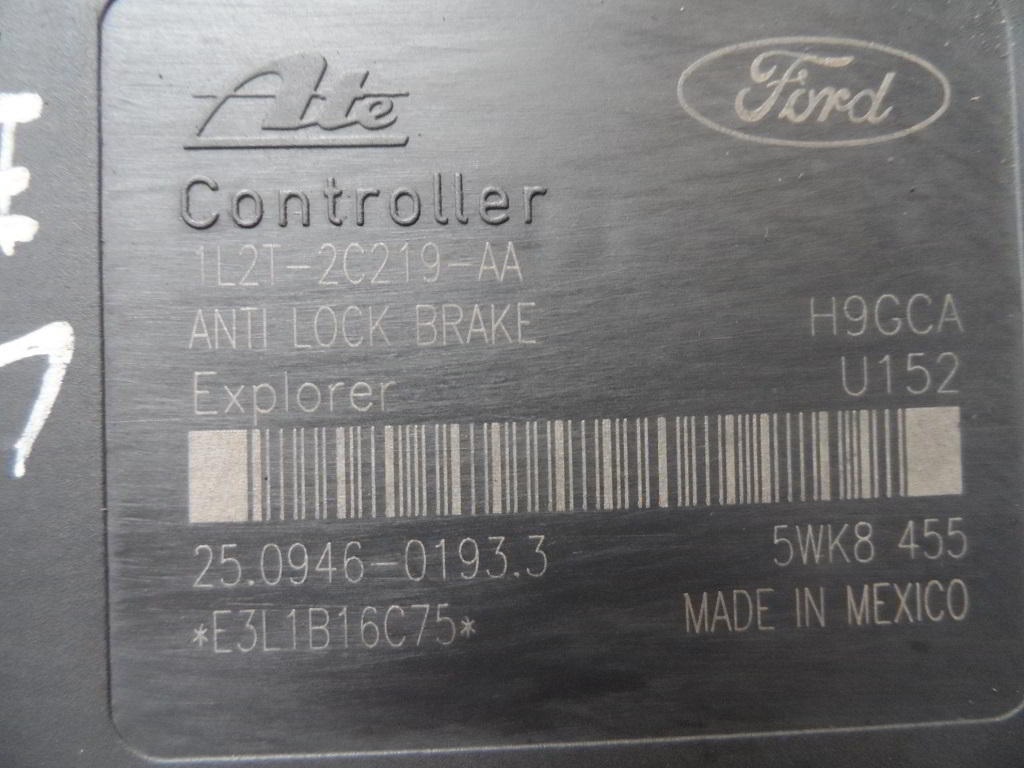 Ate
Ford
Controller
1L2T-2C219-AA
ANTI LOCK BRAKE
H9GCA
Explorer
U152
25.0946-0193.3
5WK8 455
*E3L1B16C75*
MADE IN MEXICO